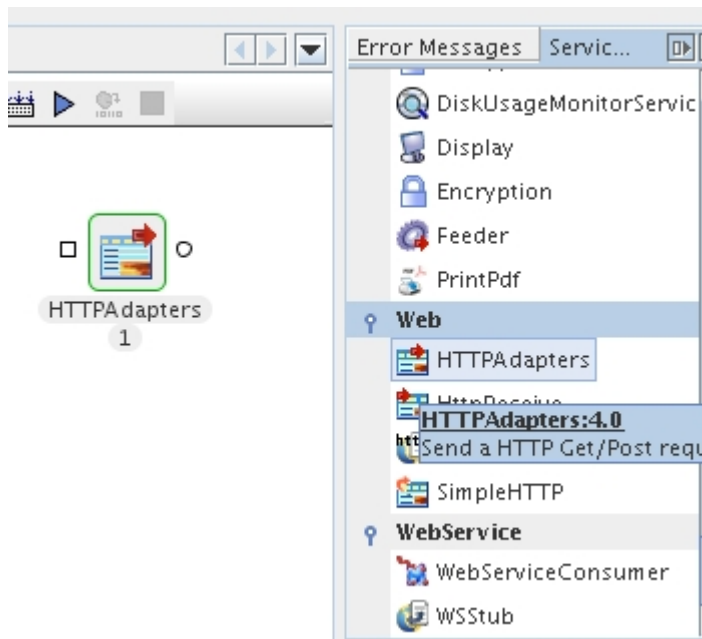 Error Messages Servic...
DiskUsageMonitorServic
Display
Encryption
Feeder
PrintPdf
Web
HTTPAdapters
HttpReceive
HTTPAdapters:4.0
Send a HTTP Get/Post requ
SimpleHTTP
WebService
WebServiceConsumer
WSStub
HTTPAdapters
1